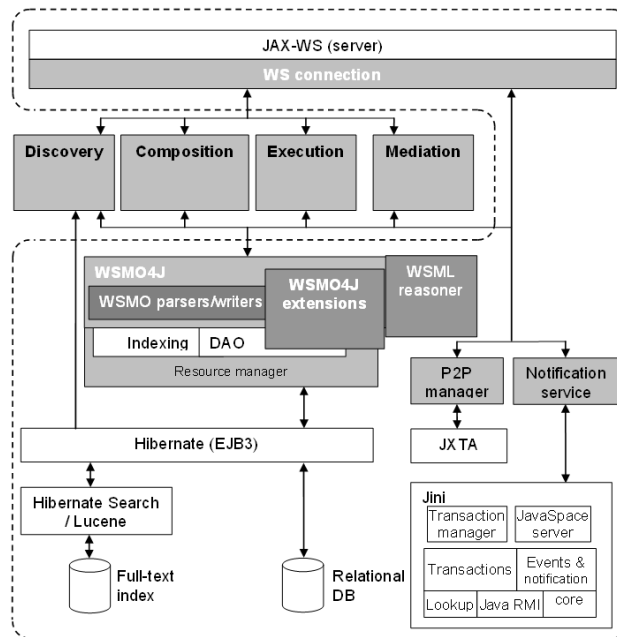 JAX-WS (server)
WS connection
Discovery
Composition
Execution
Mediation
WSMO4J
WSMO parsers/writers
WSMO4J
extensions
WSML
reasoner
Indexing
DAO
Resource manager
P2P
manager
Notification
service
Hibernate (EJB3)
JXTA
Hibernate Search
/ Lucene
Full-text
index
Relational
DB
Jini
Transaction
manager
JavaSpace
server
Transactions
Events &
notification
Lookup
Java RMI
core